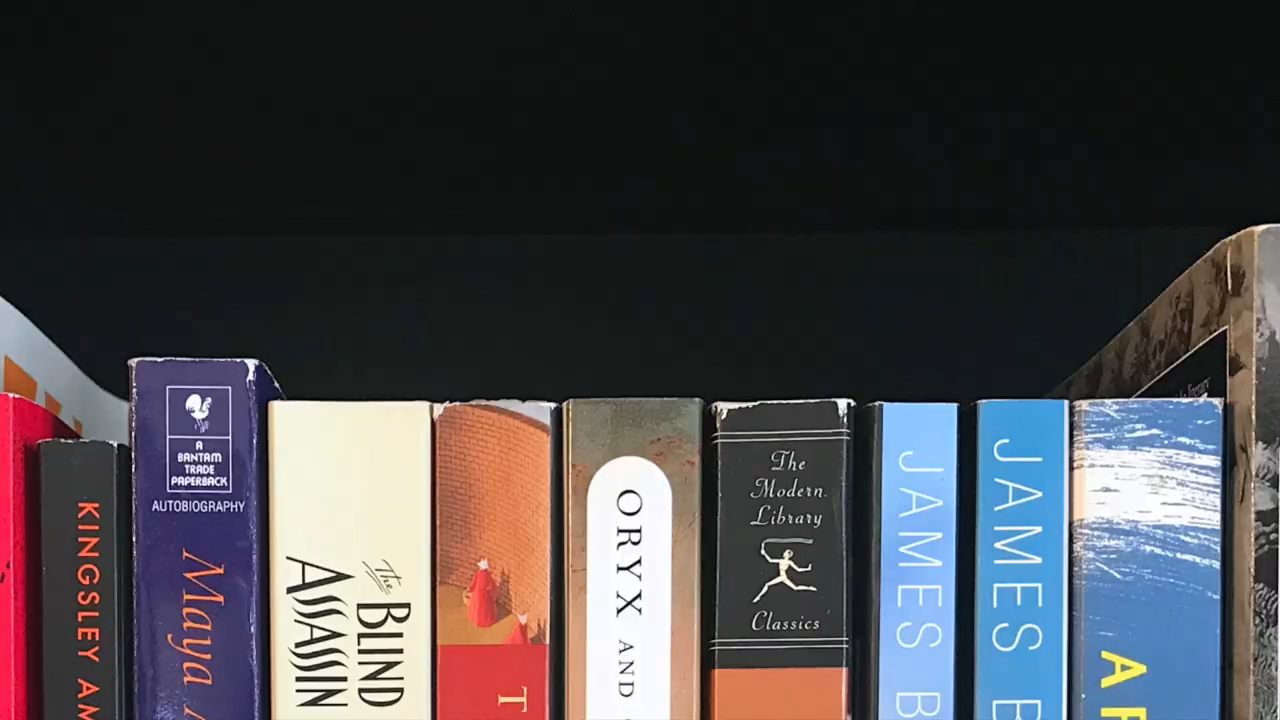 KINGSLEY AM
A
BANTAM
TRADE
PAPERBACK
AUTOBIOGRAPHY
Maya
The
BLIND
ASSASSIN
T
ORYX AND
The
Modern
Library
Classics
JAMES B
JAMES B
A